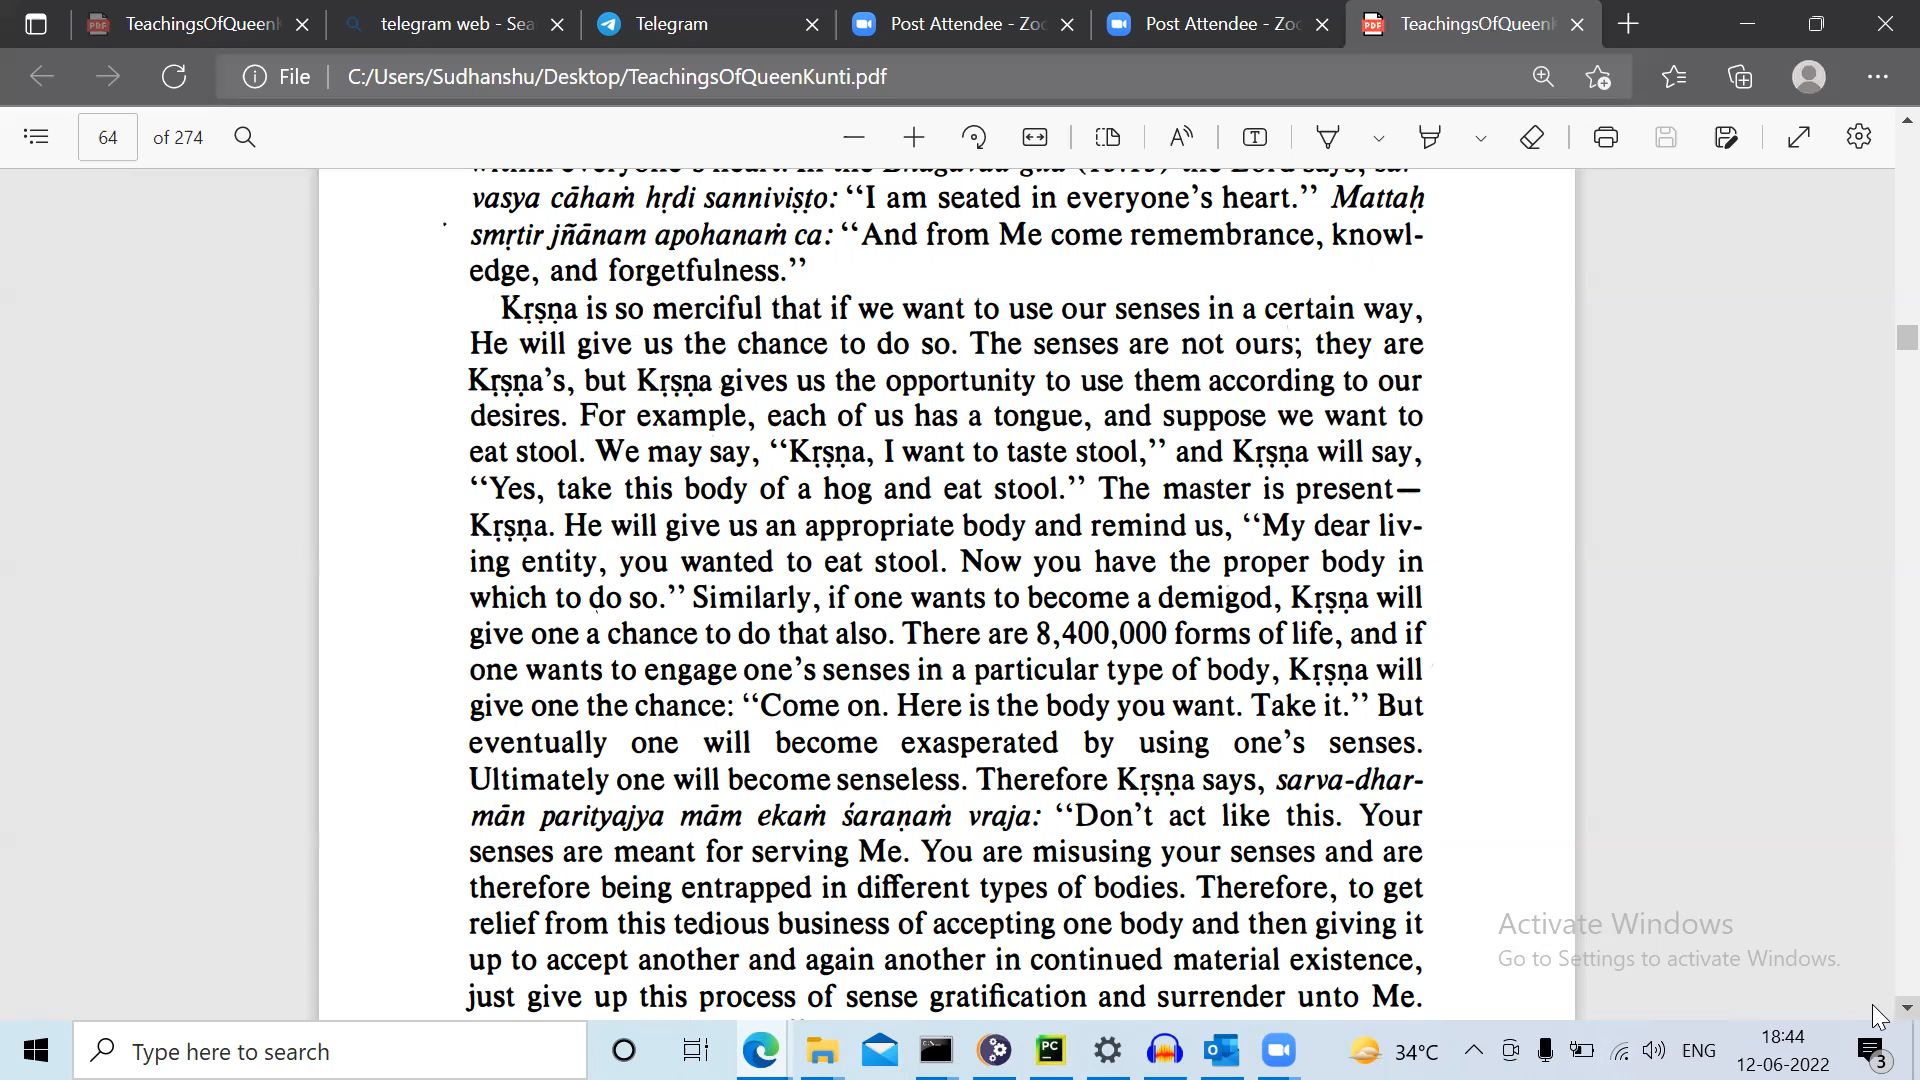 TeachingsOfQueenK
telegram web - Sea
Telegram
Post Attendee - Zoo
Post Attendee - Zoo
TeachingsOfQueenK
File
C:/Users/Sudhanshu/Desktop/TeachingsOfQueenKunti.pdf
64 of 274
vasya cāhaṁ hṛdi sanniviṣṭo: ‘‘I am seated in everyone’s heart.’’ Mattaḥ
smṛtir jñānam apohanaṁ ca: ‘‘And from Me come remembrance, knowl-
edge, and forgetfulness.’’
Kṛṣṇa is so merciful that if we want to use our senses in a certain way,
He will give us the chance to do so. The senses are not ours; they are
Kṛṣṇa’s, but Kṛṣṇa gives us the opportunity to use them according to our
desires. For example, each of us has a tongue, and suppose we want to
eat stool. We may say, ‘‘Kṛṣṇa, I want to taste stool,’’ and Kṛṣṇa will say,
‘‘Yes, take this body of a hog and eat stool.’’ The master is present—
Kṛṣṇa. He will give us an appropriate body and remind us, ‘‘My dear liv-
ing entity, you wanted to eat stool. Now you have the proper body in
which to do so.’’ Similarly, if one wants to become a demigod, Kṛṣṇa will
give one a chance to do that also. There are 8,400,000 forms of life, and if
one wants to engage one’s senses in a particular type of body, Kṛṣṇa will
give one the chance: ‘‘Come on. Here is the body you want. Take it.’’ But
eventually one will become exasperated by using one’s senses.
Ultimately one will become senseless. Therefore Kṛṣṇa says, sarva-dhar-
mān parityajya mām ekaṁ śaraṇaṁ vraja: ‘‘Don’t act like this. Your
senses are meant for serving Me. You are misusing your senses and are
therefore being entrapped in different types of bodies. Therefore, to get
relief from this tedious business of accepting one body and then giving it
up to accept another and again another in continued material existence,
just give up this process of sense gratification and surrender unto Me.
Activate Windows
Go to Settings to activate Windows.
Type here to search
34°C
ENG
18:44
12-06-2022
3